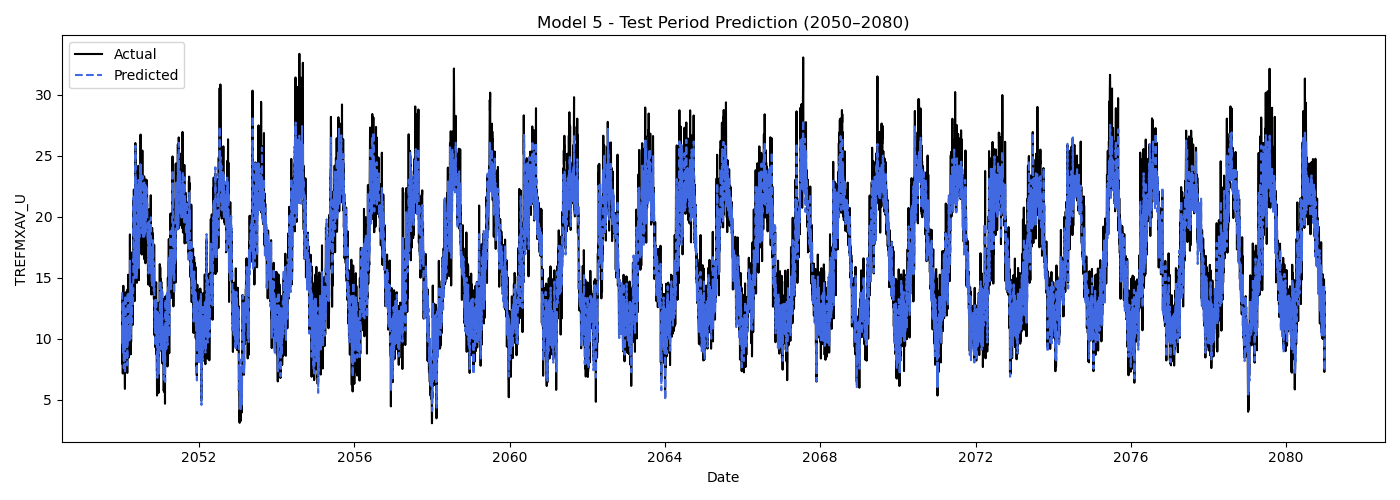 Model 5 - Test Period Prediction (2050–2080)
Actual
Predicted
TREFMXAV_U
30
25
20
15
10
5
2052 2056 2060 2064 2068 2072 2076 2080
Date